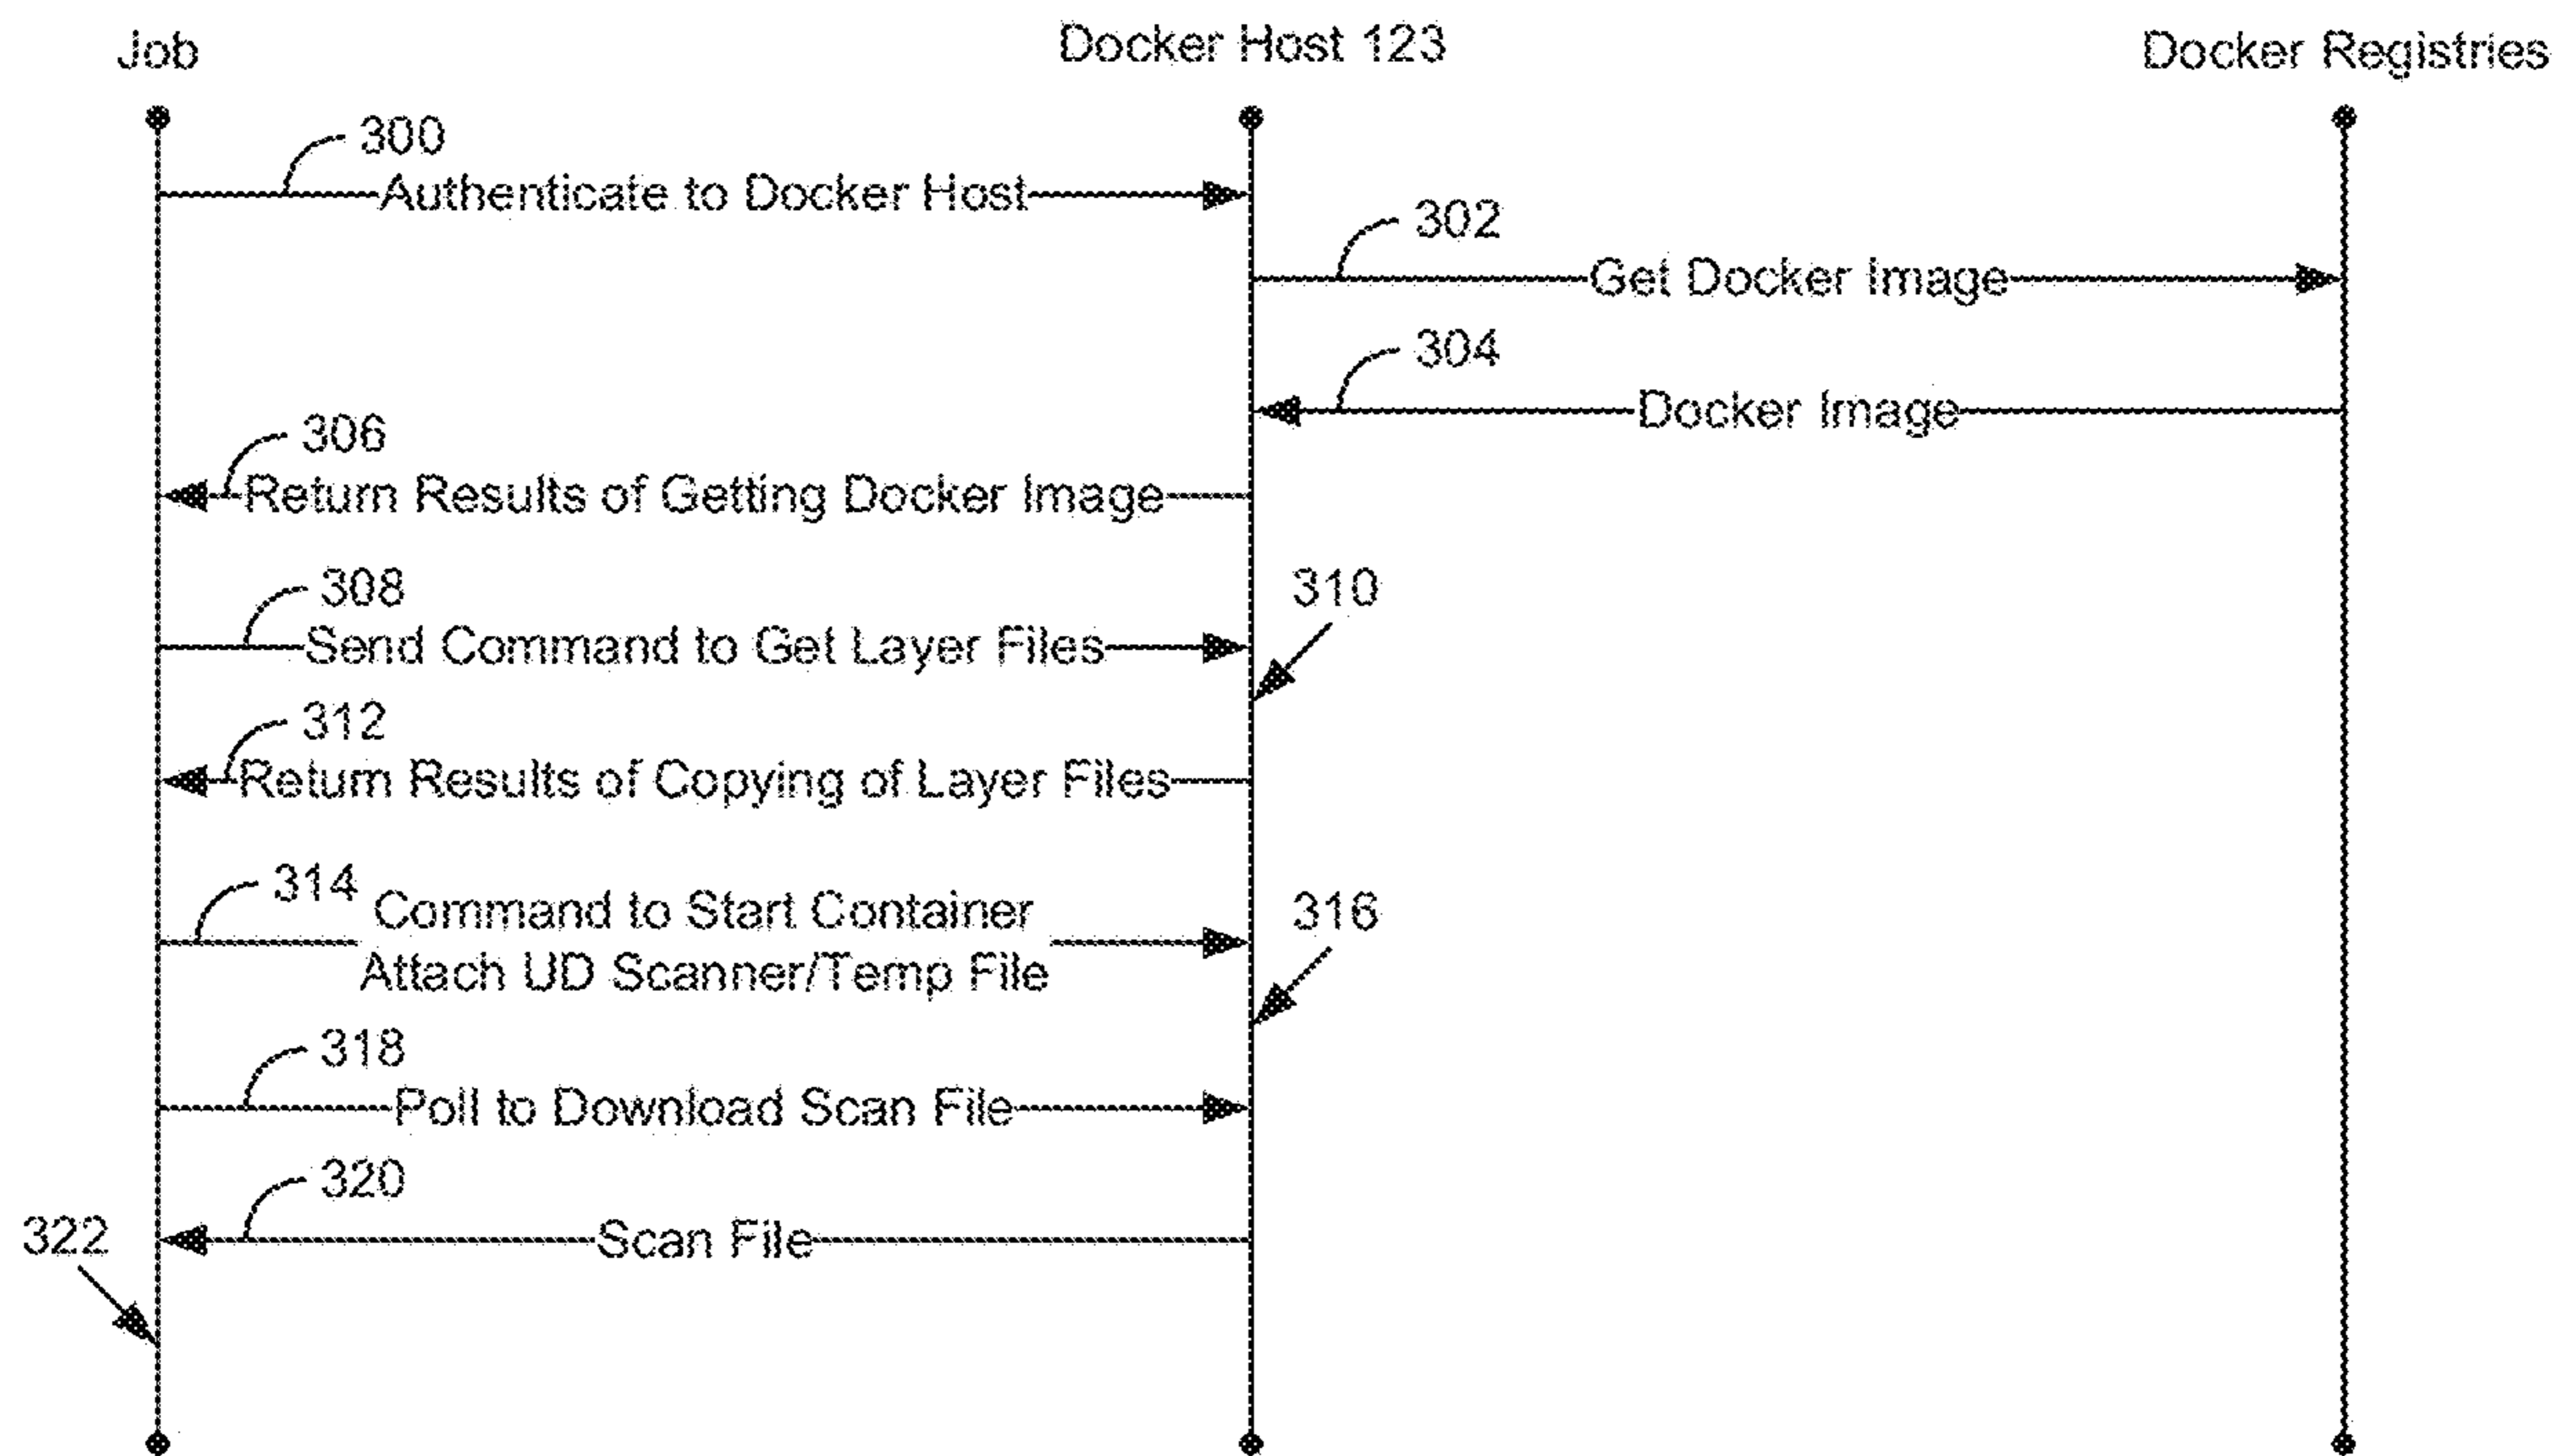 Job
Docker Host 123
Docker Registries
300
Authenticate to Docker Host
302
Get Docker Image
304
Docker Image
306
Return Results of Getting Docker Image
308
310
Send Command to Get Layer Files
312
Return Results of Copying of Layer Files
314
316
Command to Start Container
Attach UD Scanner/Temp File
318
Poll to Download Scan File
320
322
Scan File